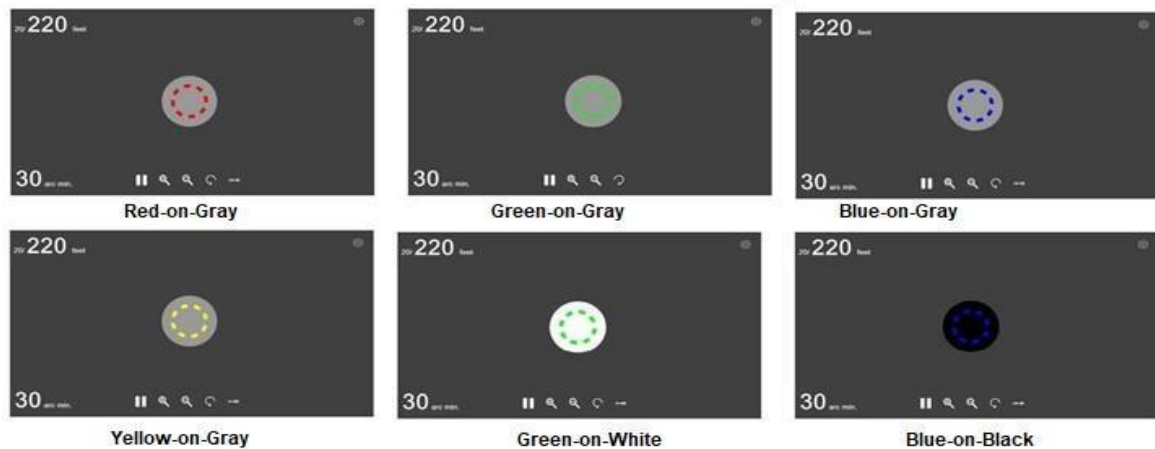 20/ 220 feet
30 arc min.
Red-on-Gray
20/ 220 feet
30 arc min.
Green-on-Gray
20/ 220 feet
30 arc min.
Blue-on-Gray
20/ 220 feet
30 arc min.
Yellow-on-Gray
20/ 220 feet
30 arc min.
Green-on-White
20/ 220 feet
30 arc min.
Blue-on-Black